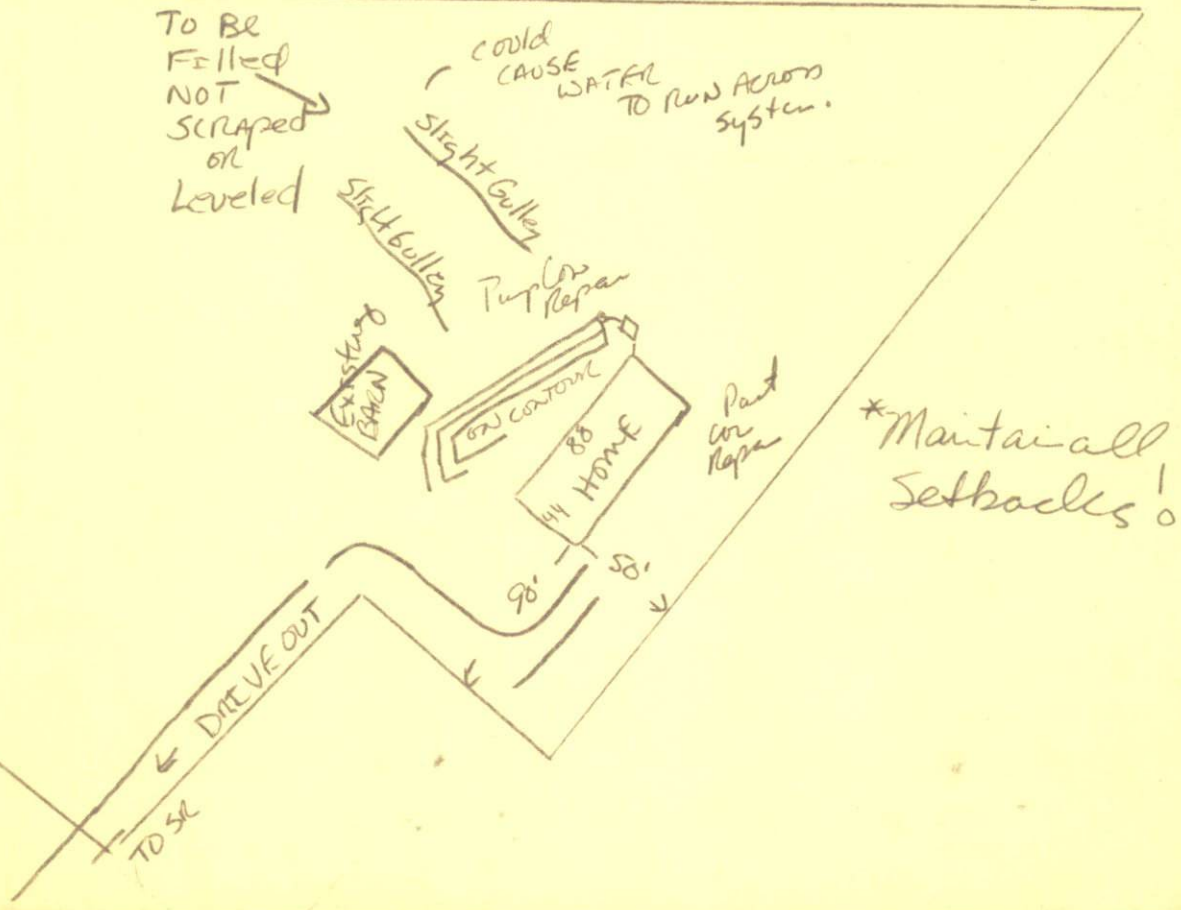 TO BE
Filled
NOT
SCRAPED
OR
Leveled
could
CAUSE
WATER
TO RUN ACROSS
system.
Slight Gulley
Slight Gulley
Pump
Repair
Existing
BARN
ON CONTOUR
88
HOME
44
Part
Repair
*Maintain all
Setbacks!
90'
50'
DRIVE OUT
TO SR